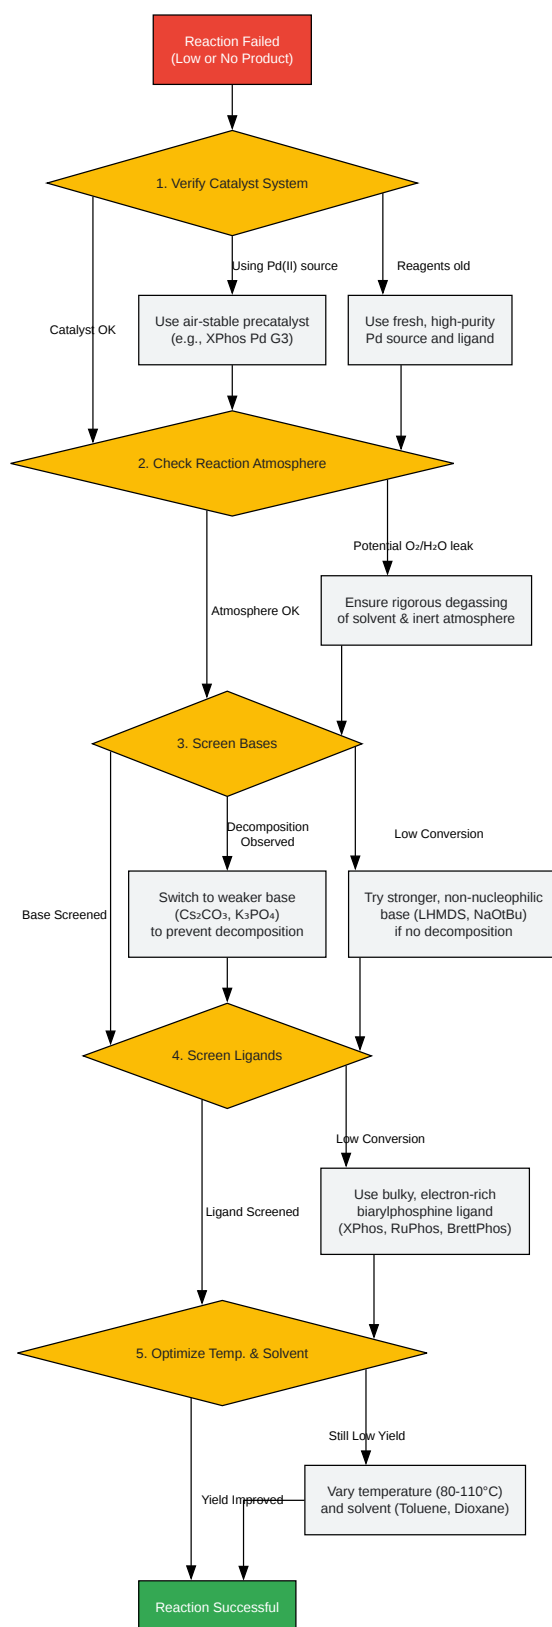 Reaction Failed
(Low or No Product)
1. Verify Catalyst System
Using Pd(II) source
Reagents old
Use air-stable precatalyst
(e.g., XPhos Pd G3)
Use fresh, high-purity
Pd source and ligand
Catalyst OK
2. Check Reaction Atmosphere
Potential O₂/H₂O leak
Ensure rigorous degassing
of solvent & inert atmosphere
Atmosphere OK
3. Screen Bases
Decomposition
Observed
Low Conversion
Switch to weaker base
(Cs₂CO₃, K₃PO₄)
to prevent decomposition
Try stronger, non-nucleophilic
base (LHMDS, NaOtBu)
if no decomposition
Base Screened
4. Screen Ligands
Low Conversion
Use bulky, electron-rich
biarylphosphine ligand
(XPhos, RuPhos, BrettPhos)
Ligand Screened
5. Optimize Temp. & Solvent
Still Low Yield
Vary temperature (80-110°C)
and solvent (Toluene, Dioxane)
Yield Improved
Reaction Successful